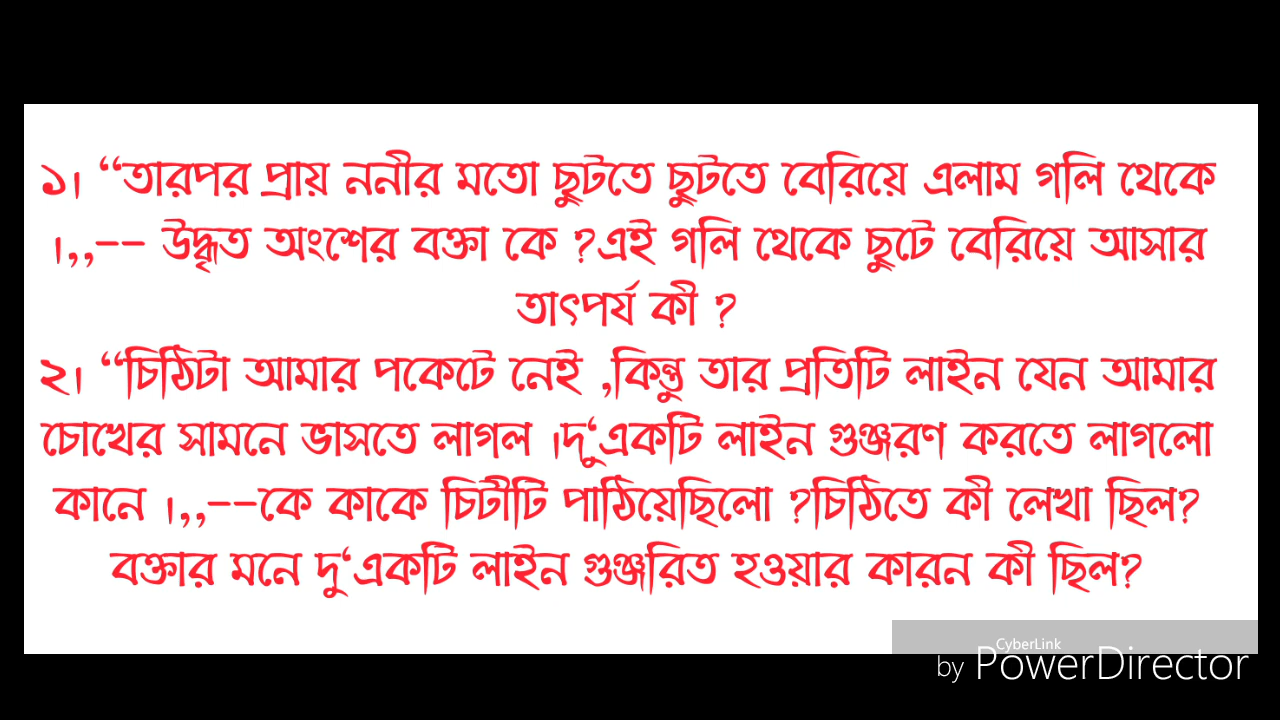 ১। “তারপর প্রায় ননীর মতো ছুটতে ছুটতে বেরিয়ে এলাম গলি থেকে
।,,-- উদ্ধৃত অংশের বক্তা কে ?এই গলি থেকে ছুটে বেরিয়ে আসার
তাৎপর্য কী ?
২। “চিঠিটা আমার পকেটে নেই ,কিন্তু তার প্রতিটি লাইন যেন আমার
চোখের সামনে ভাসতে লাগল ।দু‘একটি লাইন গুঞ্জরণ করতে লাগলো
কানে ।,,--কে কাকে চিটীটি পাঠিয়েছিলো ?চিঠিতে কী লেখা ছিল?
বক্তার মনে দু‘একটি লাইন গুঞ্জরিত হওয়ার কারন কী ছিল?
CyberLink
by PowerDirector